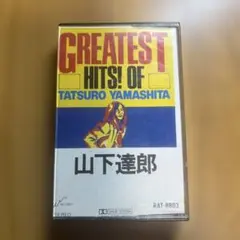 GREATEST
HITS! OF
TATSURO YAMASHITA
山下達郎